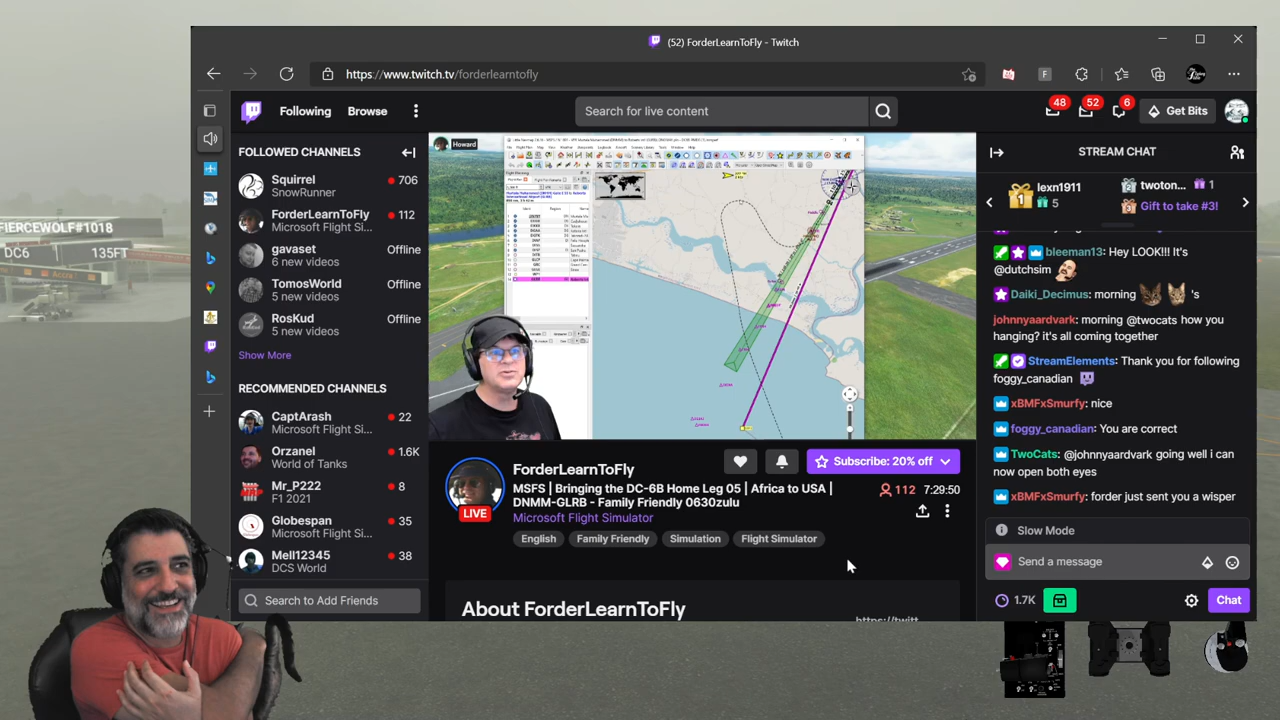 (52) ForderLearnToFly - Twitch
https://www.twitch.tv/forderlearntofly
F
Following
Browse
Search for live content
48
52
6
Get Bits
FOLLOWED CHANNELS
Squirrel
706
SnowRunner
ForderLearnToFly
112
Microsoft Flight Si...
gavaset
Offline
6 new videos
TomosWorld
Offline
5 new videos
RosKud
Offline
5 new videos
Show More
RECOMMENDED CHANNELS
CaptArash
22
Microsoft Flight Si...
Orzanel
1.6K
World of Tanks
Mr_P222
8
F1 2021
Globespan
35
Microsoft Flight Si...
Mell12345
38
DCS World
Search to Add Friends
FIERCEWOLF#1018
DC6
135FT
Howard
ForderLearnToFly
Subscribe: 20% off
MSFS | Bringing the DC-6B Home Leg 05 | Africa to USA |
DNMM-GLRB - Family Friendly 0630zulu
112
7:29:50
Microsoft Flight Simulator
LIVE
English
Family Friendly
Simulation
Flight Simulator
About ForderLearnToFly
https://twitt
STREAM CHAT
1
lexn1911
5
2
twoton...
1
3
Gift to take #3!
bleeman13: Hey LOOK!!! It's
@dutchsim
Daiki_Decimus: morning 's
johnnyaardvark: morning @twocats how you
hanging? it's all coming together
StreamElements: Thank you for following
foggy_canadian
xBMFxSmurfy: nice
foggy_canadian: You are correct
TwoCats: @johnnyaardvark going well i can
now open both eyes
xBMFxSmurfy: forder just sent you a wisper
Slow Mode
Send a message
1.7K
Chat